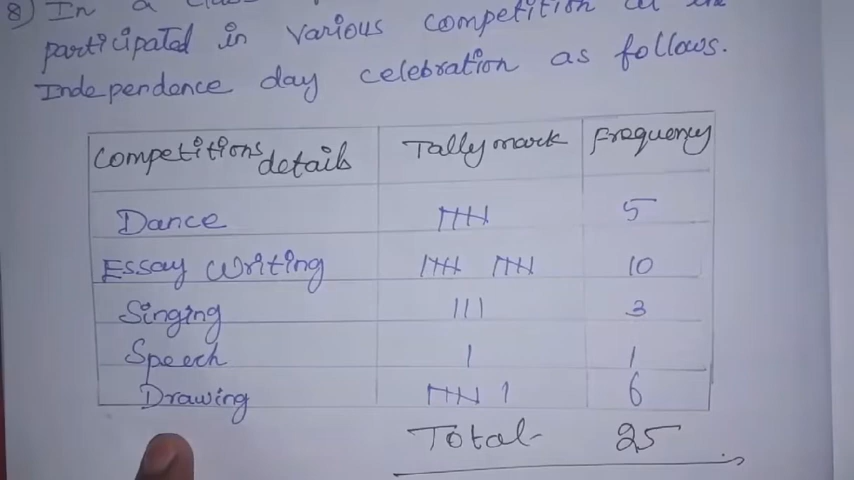 8) In a
participated in various competition
Independence day celebration as follows.
Competitions details Tally mark Frequency
Dance 𝍸 5
Essay Writing 𝍸 𝍸 10
Singing ||| 3
Speech | 1
Drawing 𝍸 | 6
Total- 25